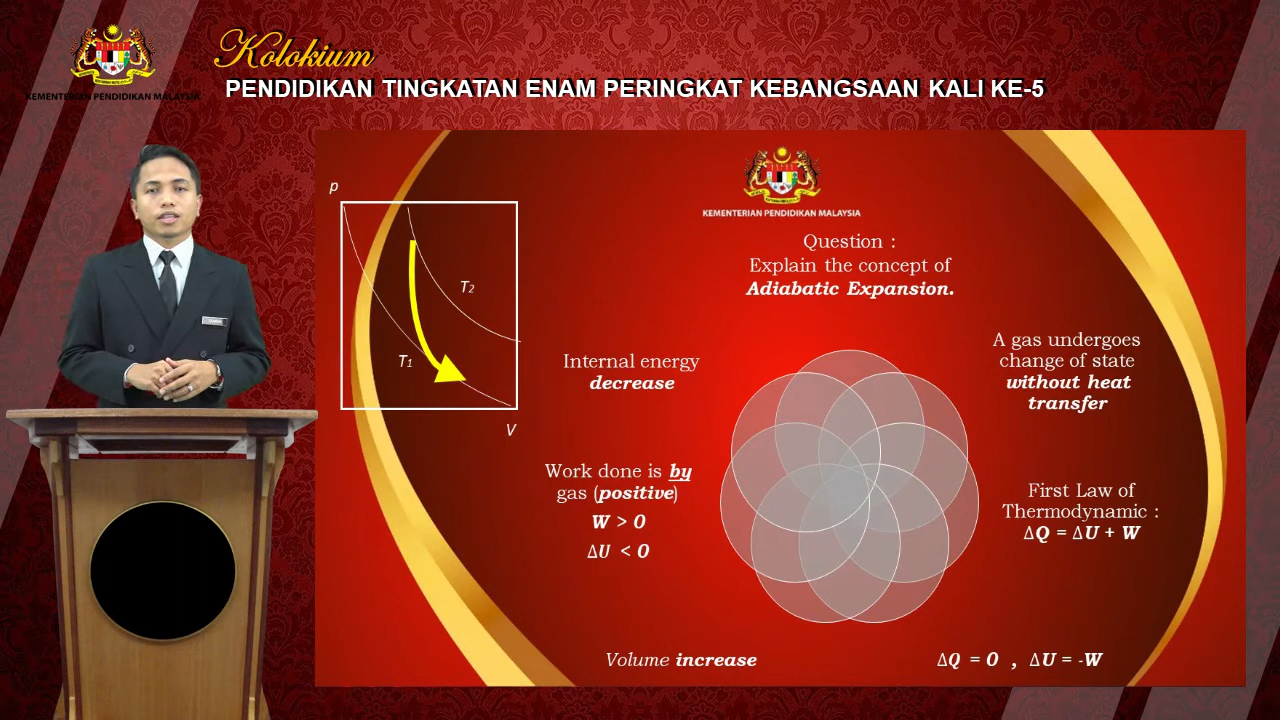 Kolokium
PENDIDIKAN TINGKATAN ENAM PERINGKAT KEBANGSAAN KALI KE-5
KEMENTERIAN PENDIDIKAN MALAYSIA
KEMENTERIAN PENDIDIKAN MALAYSIA
Question :
Explain the concept of
Adiabatic Expansion.
p
T2
T1
V
A gas undergoes
change of state
without heat
transfer
First Law of
Thermodynamic :
ΔQ = ΔU + W
ΔQ = 0 , ΔU = -W
Volume increase
Work done is by
gas (positive)
W > 0
ΔU < 0
Internal energy
decrease